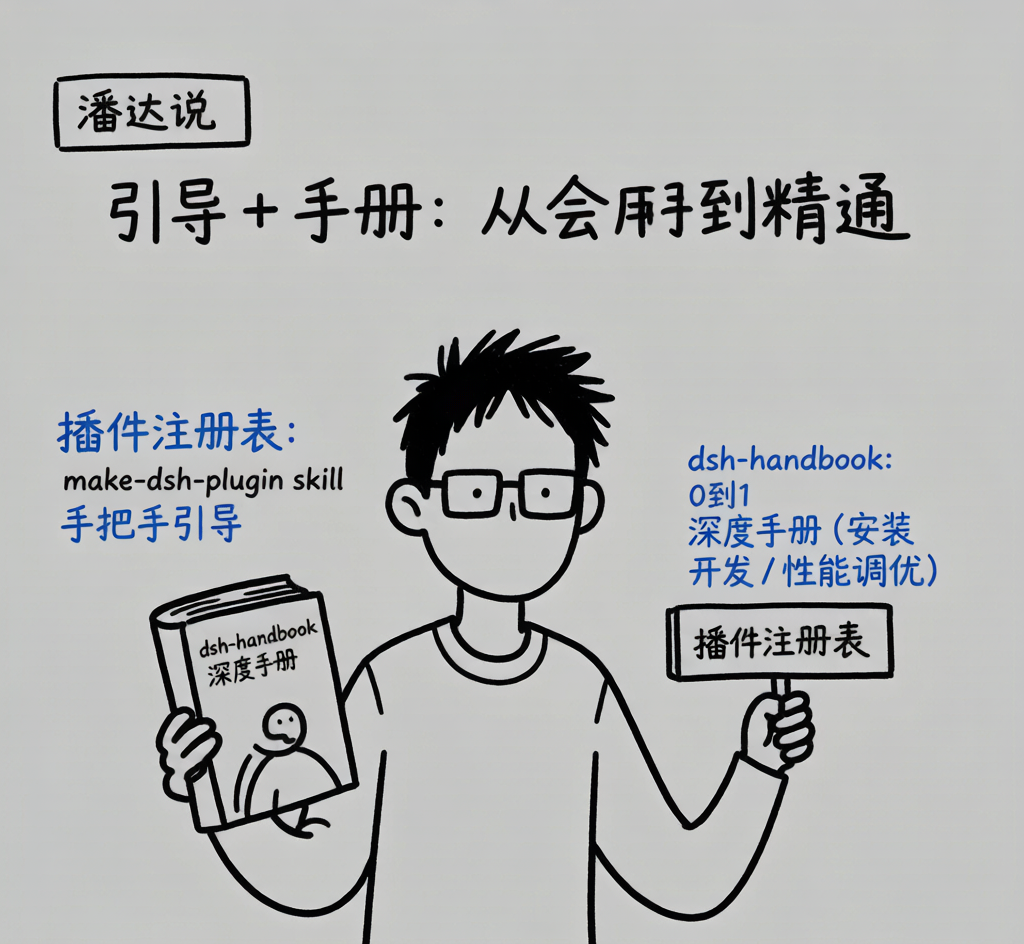 潘达说
引导+手册：从会用到精通
插件注册表：
make-dsh-plugin skill
手把手引导
dsh-handbook:
0到1
深度手册（安装
开发/性能调优）
dsh-handbook
深度手册
插件注册表